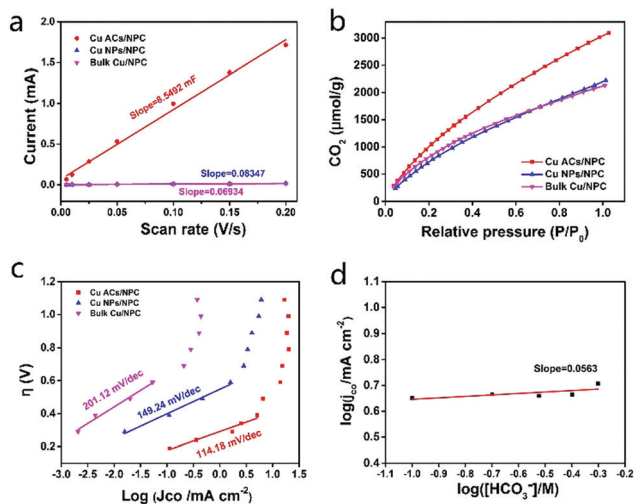 a
Current (mA)
2.0
1.5
1.0
0.5
0.0
Cu ACs/NPC
Cu NPs/NPC
Bulk Cu/NPC
Slope=8.5492 mF
Slope=0.08347
Slope=0.06934
0.00 0.05 0.10 0.15 0.20
Scan rate (V/s)
b
CO₂ (μmol/g)
3500
3000
2500
2000
1500
1000
500
0
Cu ACs/NPC
Cu NPs/NPC
Bulk Cu/NPC
0.0 0.2 0.4 0.6 0.8 1.0
Relative pressure (P/P₀)
c
η (V)
1.2
1.0
0.8
0.6
0.4
0.2
0.0
Cu ACs/NPC
Cu NPs/NPC
Bulk Cu/NPC
201.12 mV/dec
149.24 mV/dec
114.18 mV/dec
-3.0 -2.5 -2.0 -1.5 -1.0 -0.5 0.0 0.5 1.0 1.5
Log (Jco /mA cm⁻²)
d
log(j_co/mA cm⁻²)
1.1
1.0
0.9
0.8
0.7
0.6
0.5
0.4
Slope=0.0563
-1.1 -1.0 -0.9 -0.8 -0.7 -0.6 -0.5 -0.4 -0.3 -0.2
log([HCO₃⁻]/M)